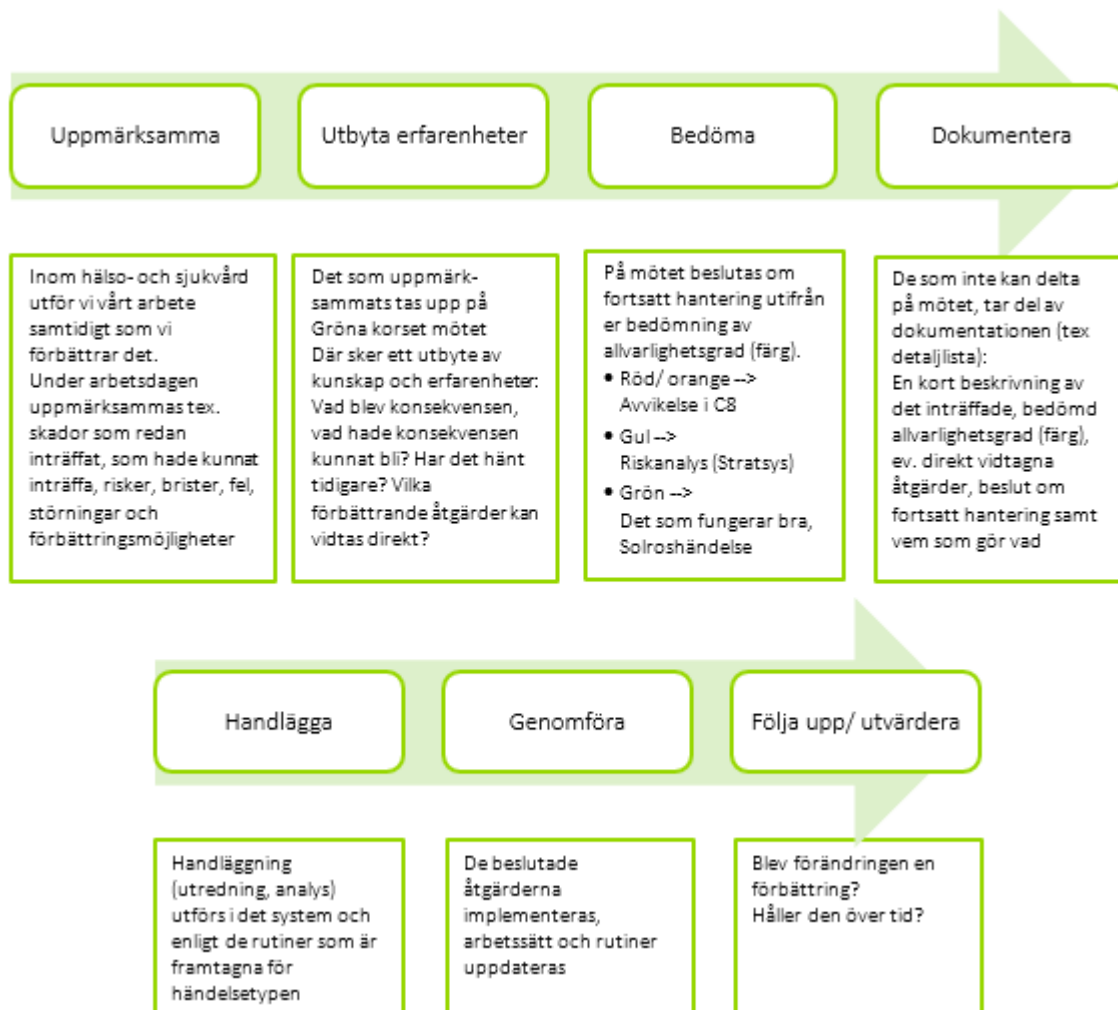 Uppmärksamma
Utbyta erfarenheter
Bedöma
Dokumentera
Inom hälso- och sjukvård
utför vi vårt arbete
samtidigt som vi
förbättrar det.
Under arbetsdagen
uppmärksammas tex.
skador som redan
inträffat, som hade kunnat
inträffa, risker, brister, fel,
störningar och
förbättringsmöjligheter
Det som uppmärk-
sammats tas upp på
Gröna korset mötet
Där sker ett utbyte av
kunskap och erfarenheter:
Vad blev konsekvensen,
vad hade konsekvensen
kunnat bli? Har det hänt
tidigare? Vilka
förbättrande åtgärder kan
vidtas direkt?
På mötet beslutas om
fortsatt hantering utifrån
er bedömning av
allvarlighetsgrad (färg).
• Röd/ orange -->
Avvikelse i C8
• Gul -->
Riskanalys (Stratsys)
• Grön -->
Det som fungerar bra,
Solroshändelse
De som inte kan delta
på mötet, tar del av
dokumentationen (tex
detaljlista):
En kort beskrivning av
det inträffade, bedömd
allvarlighetsgrad (färg),
ev. direkt vidtagna
åtgärder, beslut om
fortsatt hantering samt
vem som gör vad
Handlägga
Genomföra
Följa upp/ utvärdera
Handläggning
(utredning, analys)
utförs i det system och
enligt de rutiner som är
framtagna för
händelsetypen
De beslutade
åtgärderna
implementeras,
arbetssätt och rutiner
uppdateras
Blev förändringen en
förbättring?
Håller den över tid?